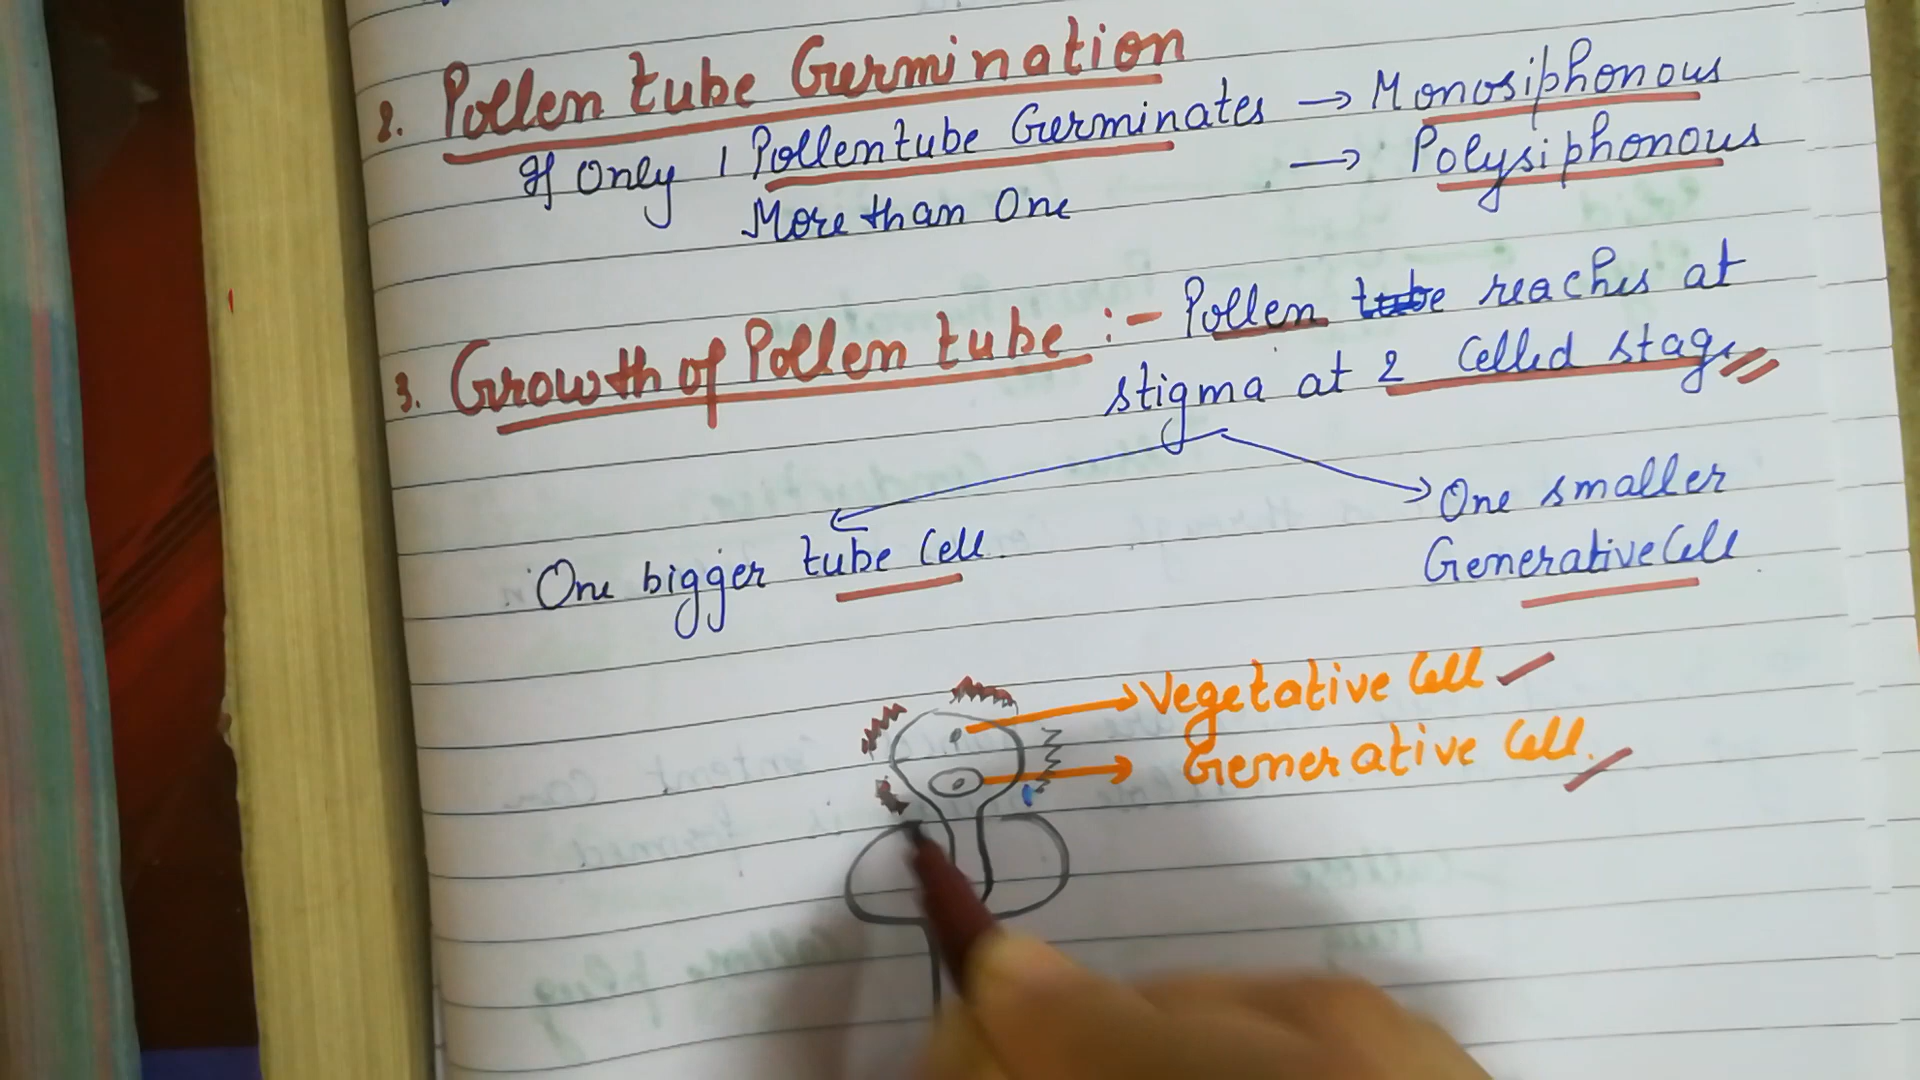 2. Pollen tube Germination
If Only 1 Pollentube Germinates → Monosiphonous
More than One → Polysiphonous
3. Growth of Pollen tube :- Pollen tube reaches at
stigma at 2 Celled stage
One bigger tube Cell.
One smaller
Generative Cell
Vegetative Cell
Generative Cell.